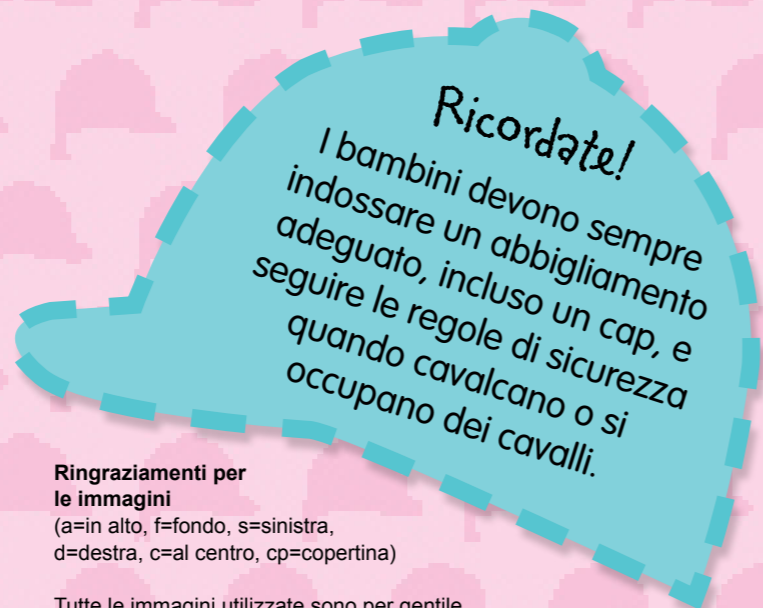 Ricordate!
I bambini devono sempre
indossare un abbigliamento
adeguato, incluso un cap, e
seguire le regole di sicurezza
quando cavalcano o si
occupano dei cavalli.
Ringraziamenti per
le immagini
(a=in alto, f=fondo, s=sinistra,
d=destra, c=al centro, cp=copertina)
Tutte le immagini utilizzate sono per gentile